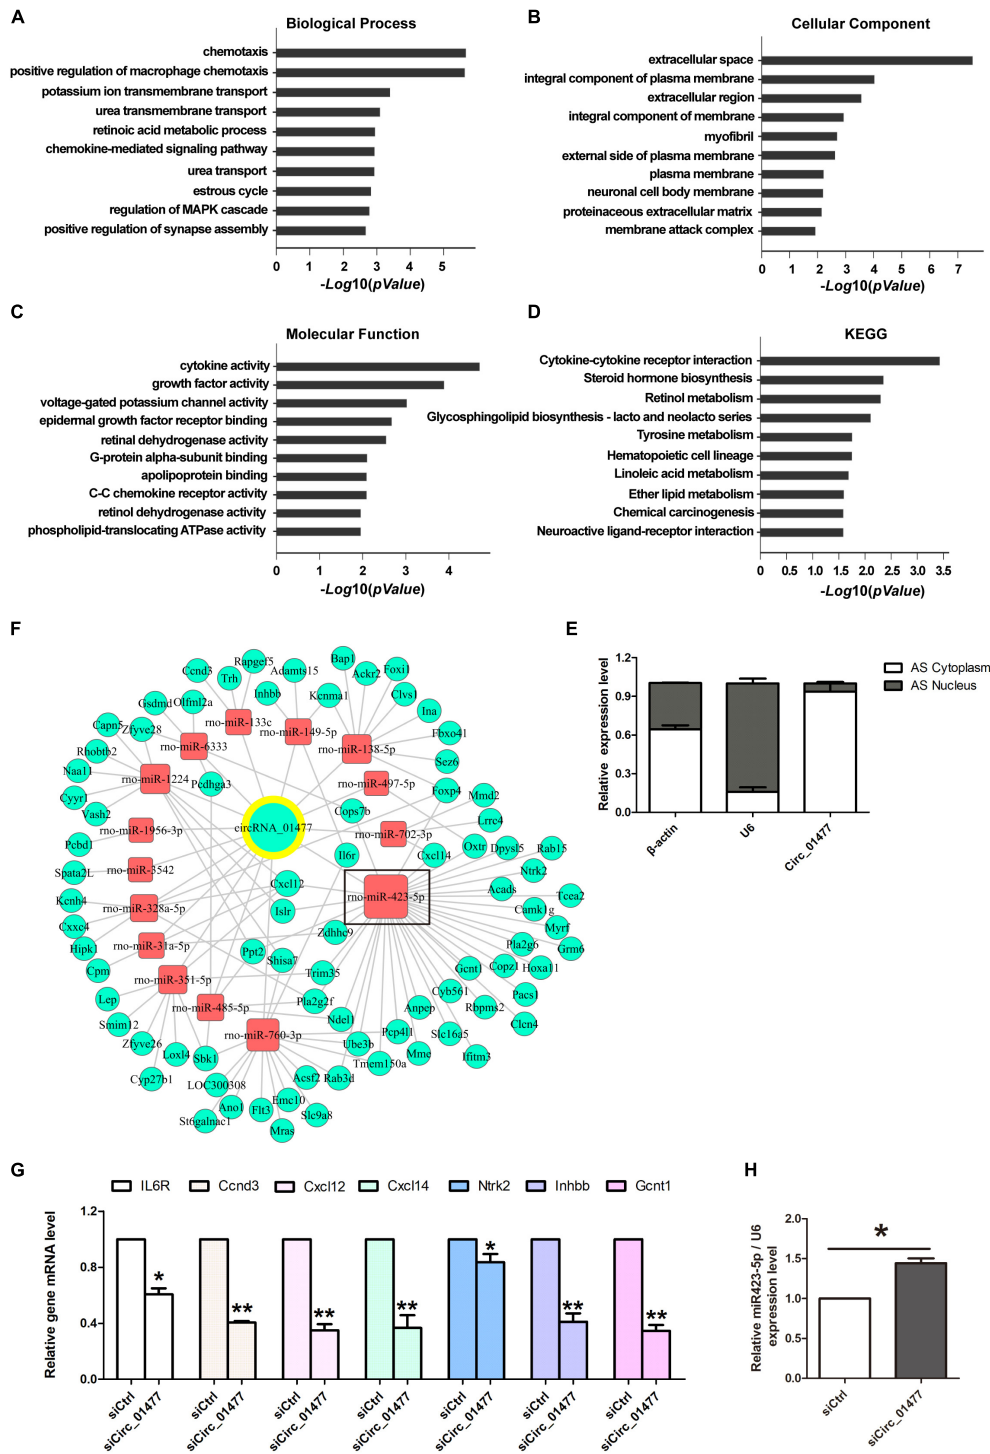 A
Biological Process
chemotaxis
positive regulation of macrophage chemotaxis
potassium ion transmembrane transport
urea transmembrane transport
retinoic acid metabolic process
chemokine-mediated signaling pathway
urea transport
estrous cycle
regulation of MAPK cascade
positive regulation of synapse assembly
0 1 2 3 4 5
-Log10(pValue)
B
Cellular Component
extracellular space
integral component of plasma membrane
extracellular region
integral component of membrane
myofibril
external side of plasma membrane
plasma membrane
neuronal cell body membrane
proteinaceous extracellular matrix
membrane attack complex
0 1 2 3 4 5 6 7
-Log10(pValue)
C
Molecular Function
cytokine activity
growth factor activity
voltage-gated potassium channel activity
epidermal growth factor receptor binding
retinal dehydrogenase activity
G-protein alpha-subunit binding
apolipoprotein binding
C-C chemokine receptor activity
retinol dehydrogenase activity
phospholipid-translocating ATPase activity
0 1 2 3 4
-Log10(pValue)
D
KEGG
Cytokine-cytokine receptor interaction
Steroid hormone biosynthesis
Retinol metabolism
Glycosphingolipid biosynthesis - lacto and neolacto series
Tyrosine metabolism
Hematopoietic cell lineage
Linoleic acid metabolism
Ether lipid metabolism
Chemical carcinogenesis
Neuroactive ligand-receptor interaction
0 0.5 1.0 1.5 2.0 2.5 3.0 3.5
-Log10(pValue)
F
Ccnd3
Rapgef5
Trh
Adamts15
Bap1
Ackr2
Foxi1
Inhbb
Kcnma1
Clvs1
Gsdmd
Olfml2a
Ina
Capn5
Zfyve28
rno-miR-133c
rno-miR-149-5p
Fbxo41
Rhobtb2
rno-miR-6333
rno-miR-138-5p
Sez6
Naa11
rno-miR-1224
Pcdhga3
rno-miR-497-5p
Foxp4
Cyyr1
Mmd2
Vash2
Cops7b
Lrrc4
Pcbd1
rno-miR-1956-3p
circRNA_01477
rno-miR-702-3p
Oxtr
Dpysl5
Rab15
Il6r
Cxcl14
Spata2L
rno-miR-3542
Ntrk2
Cxcl12
Acads
Tcea2
Kcnh4
rno-miR-328a-5p
Islr
rno-miR-423-5p
Camk1g
Cxxc4
Myrf
Hipk1
rno-miR-31a-5p
Zdhhc9
Pla2g6
Grm6
Ppt2
Shisa7
Cpm
rno-miR-351-5p
Trim35
Gcnt1
Copz1
Hoxa11
Lep
rno-miR-485-5p
Pla2g2f
Cyb561
Pacs1
Smim12
Ndel1
Anpep
Rbpms2
Clcn4
rno-miR-760-3p
Pcp4l1
Slc16a5
Zfyve26
Loxl4
Sbk1
Ube3b
Mme
Ifitm3
Cyp27b1
LOC300308
Acsf2
Rab3d
Tmem150a
St6galnac1
Ano1
Flt3
Emc10
Slc9a8
Mras
E
Relative expression level
1.2
0.9
0.6
0.3
0.0
β-actin
U6
Circ_01477
AS Cytoplasm
AS Nucleus
G
IL6R Ccnd3 Cxcl12 Cxcl14 Ntrk2 Inhbb Gcnt1
Relative gene mRNA level
1.2
0.8
0.4
0.0
* ** ** ** * ** **
siCtrl siCirc_01477 siCtrl siCirc_01477 siCtrl siCirc_01477 siCtrl siCirc_01477 siCtrl siCirc_01477 siCtrl siCirc_01477 siCtrl siCirc_01477
H
Relative miR423-5p / U6 expression level
2.0
1.5
1.0
0.5
0.0
*
siCtrl
siCirc_01477